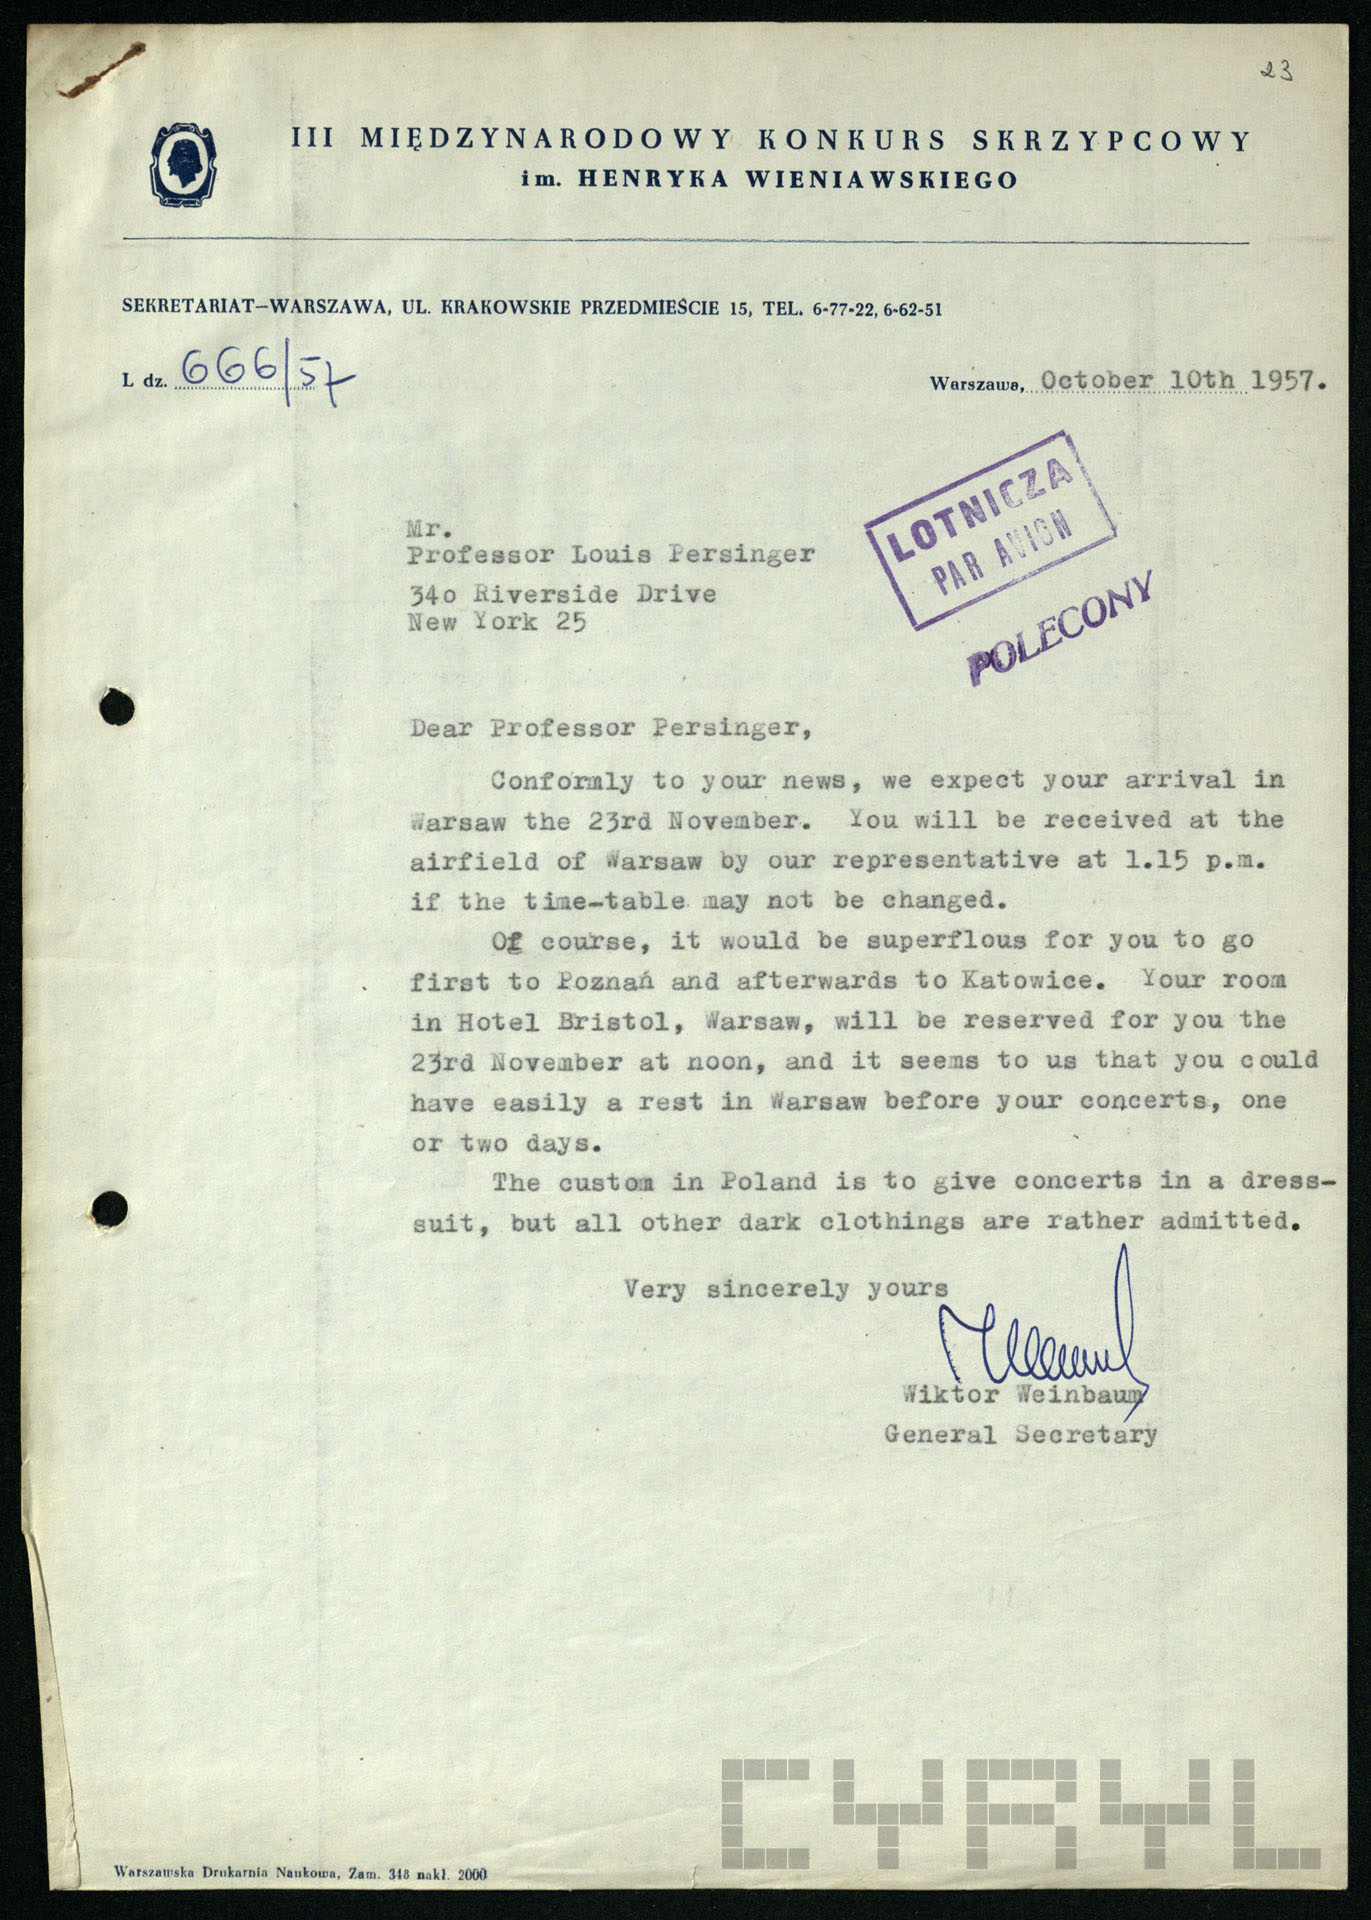 23
III MIĘDZYNARODOWY KONKURS SKRZYPCOWY
im. HENRYKA WIENIAWSKIEGO
SEKRETARIAT—WARSZAWA, UL. KRAKOWSKIE PRZEDMIEŚCIE 15, TEL. 6-77-22, 6-62-51
L dz. 666/57
Warszawa, October 10th 1957.
LOTNICZA
PAR AVION
POLECONY
Mr.
Professor Louis Persinger
34o Riverside Drive
New York 25
Dear Professor Persinger,
Conformly to your news, we expect your arrival in
Warsaw the 23rd November. You will be received at the
airfield of Warsaw by our representative at 1.15 p.m.
if the time-table may not be changed.
Of course, it would be superflous for you to go
first to Poznań and afterwards to Katowice. Your room
in Hotel Bristol, Warsaw, will be reserved for you the
23rd November at noon, and it seems to us that you could
have easily a rest in Warsaw before your concerts, one
or two days.
The custom in Poland is to give concerts in a dress-
suit, but all other dark clothings are rather admitted.
Very sincerely yours
Wiktor Weinbaum
General Secretary
CYRYL
Warszawska Drukarnia Naukowa, Zam. 348 nakł. 2000